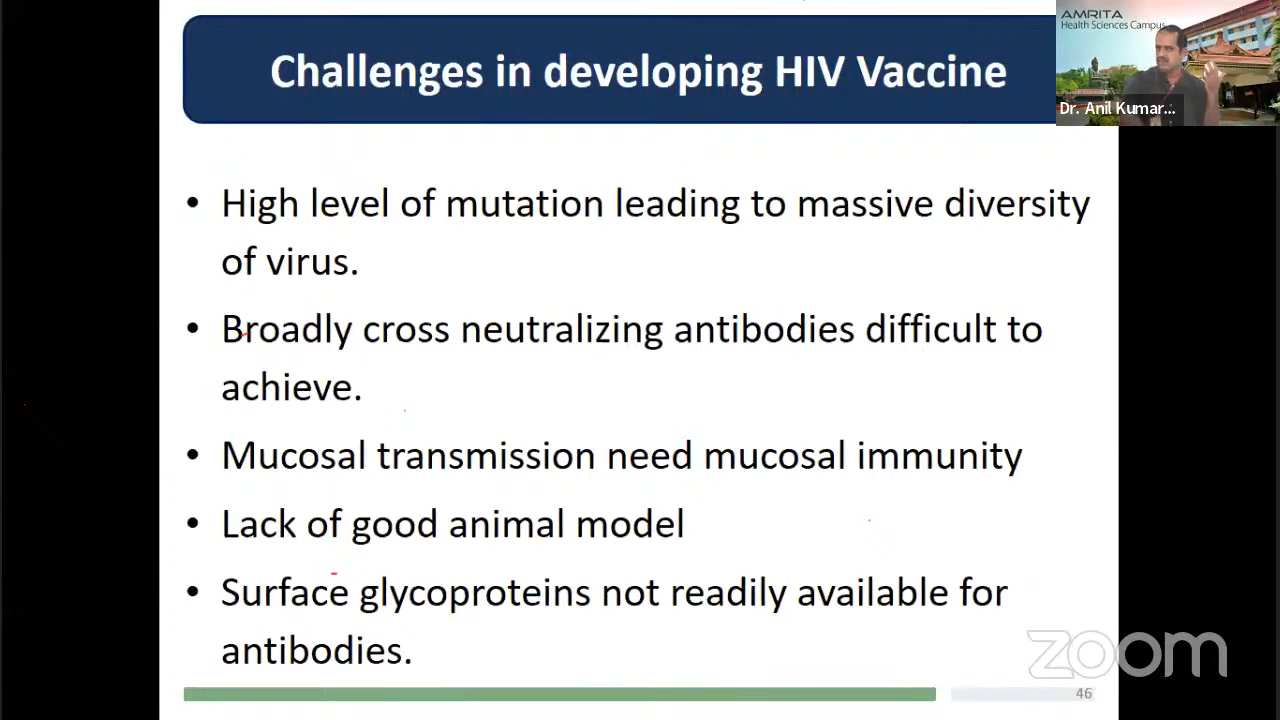 Challenges in developing HIV Vaccine
AMRITA
Health Sciences Campus
Dr. Anil Kumar...
• High level of mutation leading to massive diversity
of virus.
• Broadly cross neutralizing antibodies difficult to
achieve.
• Mucosal transmission need mucosal immunity
• Lack of good animal model
• Surface glycoproteins not readily available for
antibodies.
zoom
46